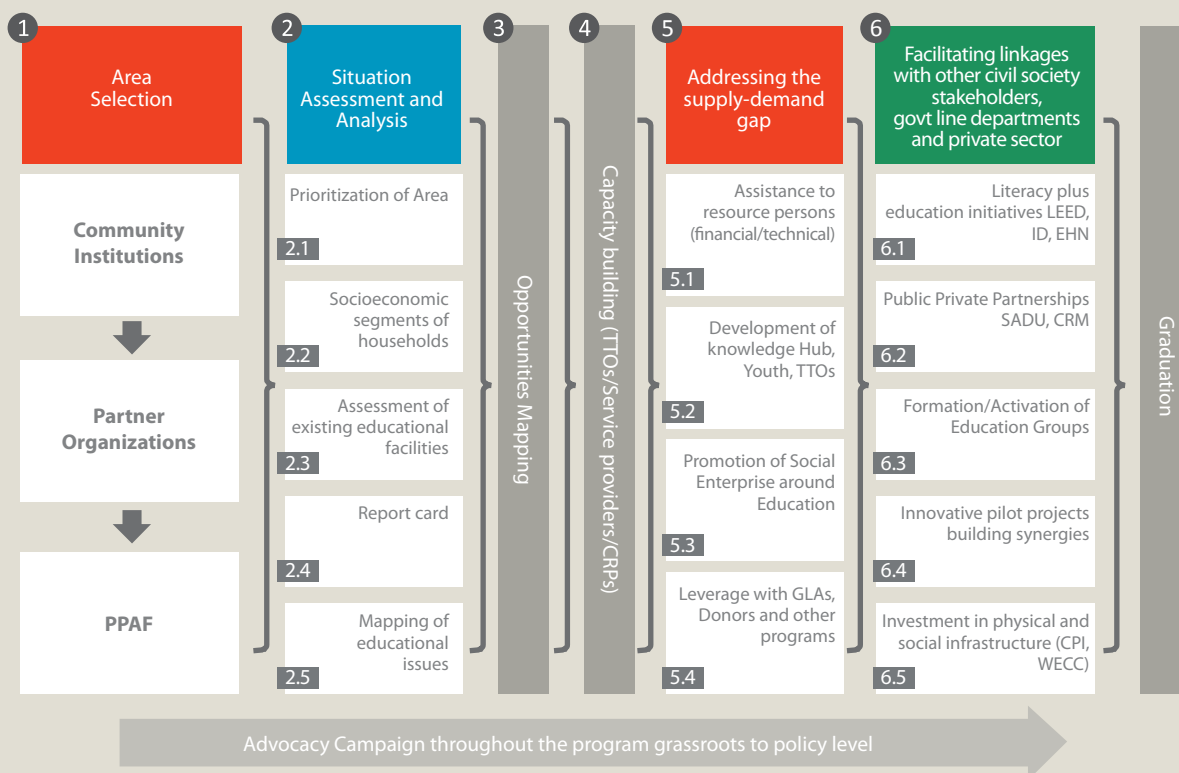 1
Area
Selection
Community
Institutions
Partner
Organizations
PPAF
2
Situation
Assessment and
Analysis
Prioritization of Area
2.1
Socioeconomic
segments of
households
2.2
Assessment of
existing educational
facilities
2.3
Report card
2.4
Mapping of
educational
issues
2.5
3
Opportunities Mapping
4
Capacity building (TTOs/Service providers/CRPs)
5
Addressing the
supply-demand
gap
Assistance to
resource persons
(financial/technical)
5.1
Development of
knowledge Hub,
Youth, TTOs
5.2
Promotion of Social
Enterprise around
Education
5.3
Leverage with GLAs,
Donors and other
programs
5.4
6
Facilitating linkages
with other civil society
stakeholders,
govt line departments
and private sector
Literacy plus
education initiatives LEED,
ID, EHN
6.1
Public Private Partnerships
SADU, CRM
6.2
Formation/Activation of
Education Groups
6.3
Innovative pilot projects
building synergies
6.4
Investment in physical and
social infrastructure (CPI,
WECC)
6.5
Graduation
Advocacy Campaign throughout the program grassroots to policy level